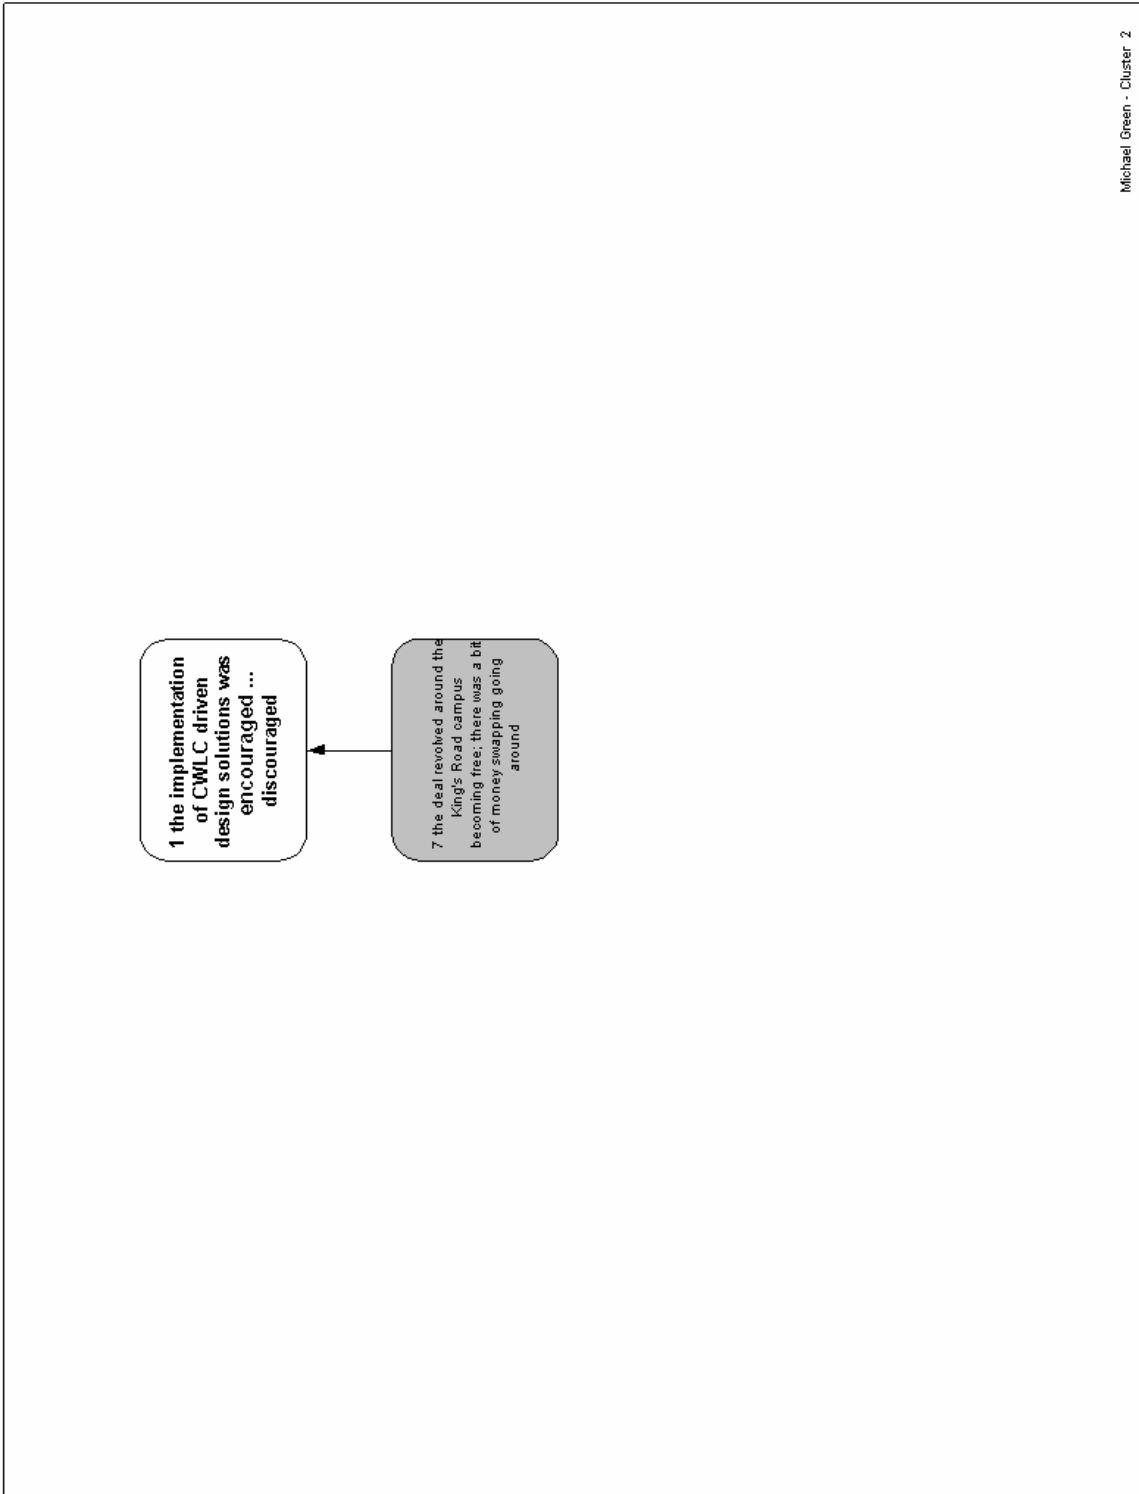 1 the implementation
of CWLC driven
design solutions was
encouraged ...
discouraged
7 the deal revolved around the
King's Road campus
becoming free; there was a bit
of money swapping going
around
Michael Green - Cluster 2